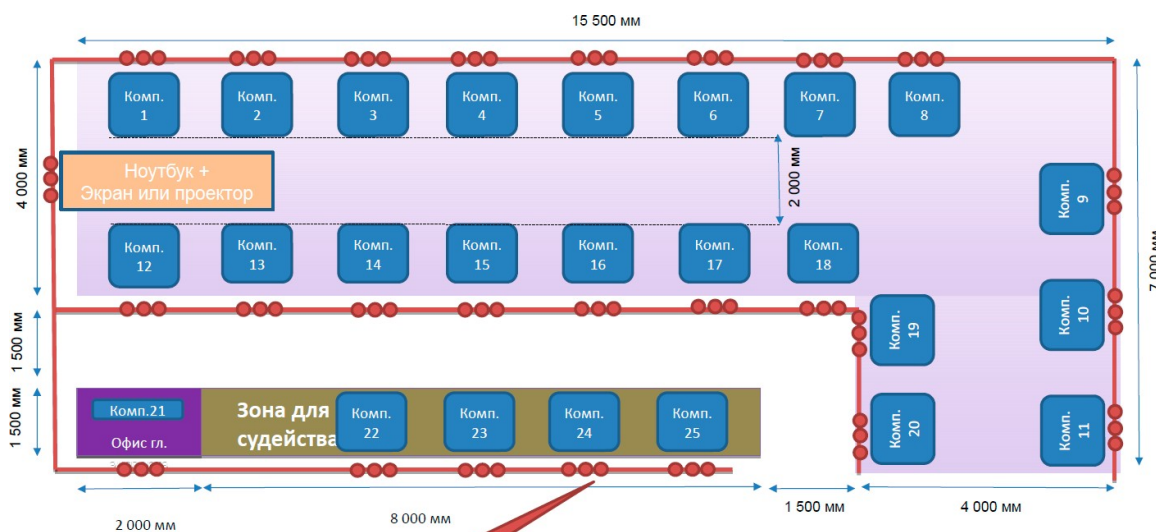 15 500 мм
Комп.
1
Комп.
2
Комп.
3
Комп.
4
Комп.
5
Комп.
6
Комп.
7
Комп.
8
4 000 мм
Ноутбук +
Экран или проектор
2 000 мм
Комп.
9
7 000 мм
Комп.
12
Комп.
13
Комп.
14
Комп.
15
Комп.
16
Комп.
17
Комп.
18
Комп.
19
Комп.
10
1 500 мм
1 500 мм
Комп.21
Офис гл.
Зона для
судейства
Комп.
22
Комп.
23
Комп.
24
Комп.
25
Комп.
20
Комп.
11
2 000 мм
8 000 мм
1 500 мм
4 000 мм